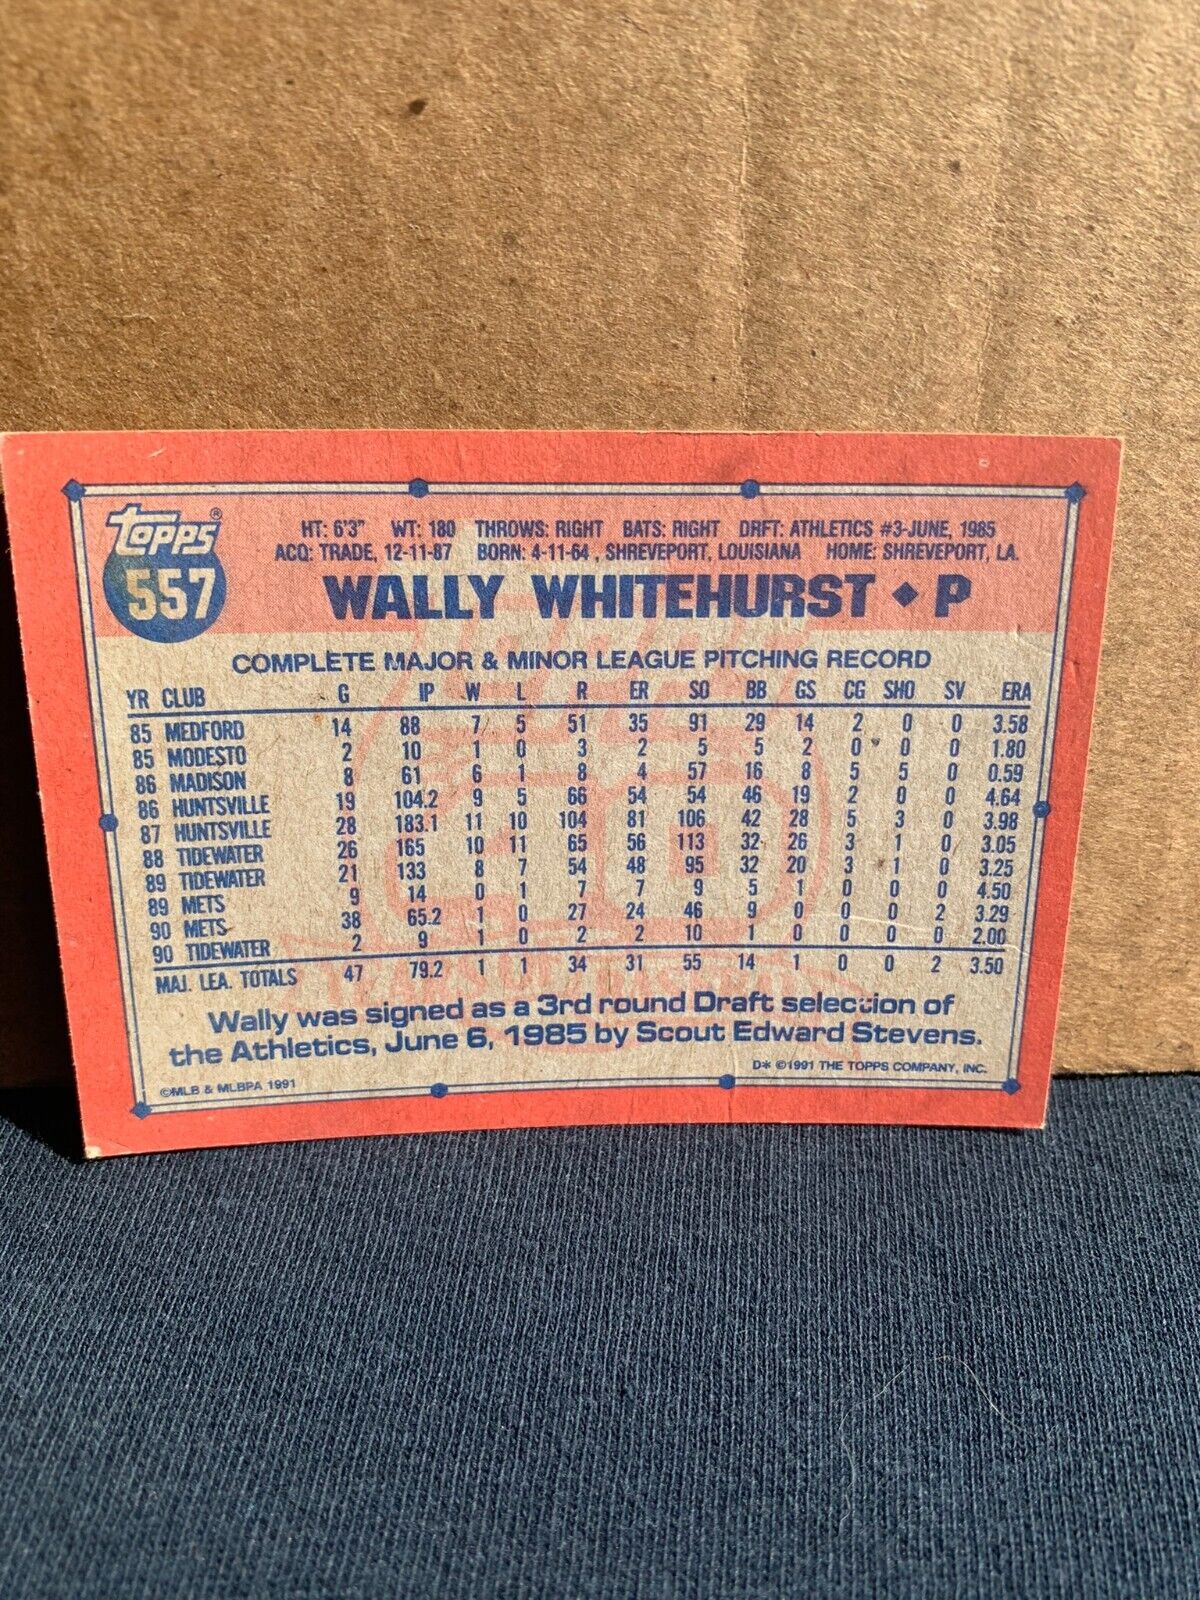 TOPPS®
557
HT: 6'3" WT: 180 THROWS: RIGHT BATS: RIGHT DRFT: ATHLETICS #3-JUNE, 1985
ACQ: TRADE, 12-11-87 BORN: 4-11-64 , SHREVEPORT, LOUISIANA HOME: SHREVEPORT, LA.
WALLY WHITEHURST ◆ P
COMPLETE MAJOR & MINOR LEAGUE PITCHING RECORD
YR CLUB G IP W L R ER SO BB GS CG SHO SV ERA
85 MEDFORD 14 88 7 5 51 35 91 29 14 2 0 0 3.58
85 MODESTO 2 10 1 0 3 2 5 5 2 0 0 0 1.80
86 MADISON 8 61 6 1 8 4 57 16 8 5 5 0 0.59
86 HUNTSVILLE 19 104.2 9 5 66 54 54 46 19 2 0 0 4.64
87 HUNTSVILLE 28 183.1 11 10 104 81 106 42 28 5 3 0 3.98
88 TIDEWATER 26 165 10 11 65 56 113 32 26 3 1 0 3.05
89 TIDEWATER 21 133 8 7 54 48 95 32 20 3 1 0 3.25
89 METS 9 14 0 1 7 7 9 5 1 0 0 0 4.50
90 METS 38 65.2 1 0 27 24 46 9 0 0 0 2 3.29
90 TIDEWATER 2 9 1 0 2 2 10 1 0 0 0 0 2.00
MAJ. LEA. TOTALS 47 79.2 1 1 34 31 55 14 1 0 0 2 3.50
Wally was signed as a 3rd round Draft selection of
the Athletics, June 6, 1985 by Scout Edward Stevens.
©MLB & MLBPA 1991 D* ©1991 THE TOPPS COMPANY, INC.